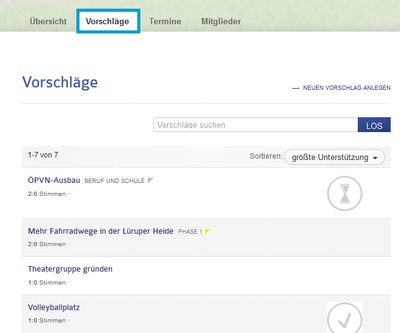 Übersicht Vorschläge Termine Mitglieder
Vorschläge
→ NEUEN VORSCHLAG ANLEGEN
Vorschläge suchen LOS
1-7 von 7 Sortieren: größte Unterstützung
ÖPVN-Ausbau BERUF UND SCHULE
2:0 Stimmen ·
Mehr Fahrradwege in der Lüruper Heide PHASE 1
2:0 Stimmen ·
Theatergruppe gründen
1:0 Stimmen ·
Volleyballplatz
1:0 Stimmen ·